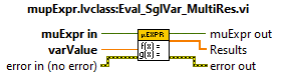 mupExpr.lvclass:Eval_SglVar_MultiRes.vi
muExpr in
varValue
error in (no error)
µEXPR
f(x) =
g(x) =
muExpr out
Results
error out